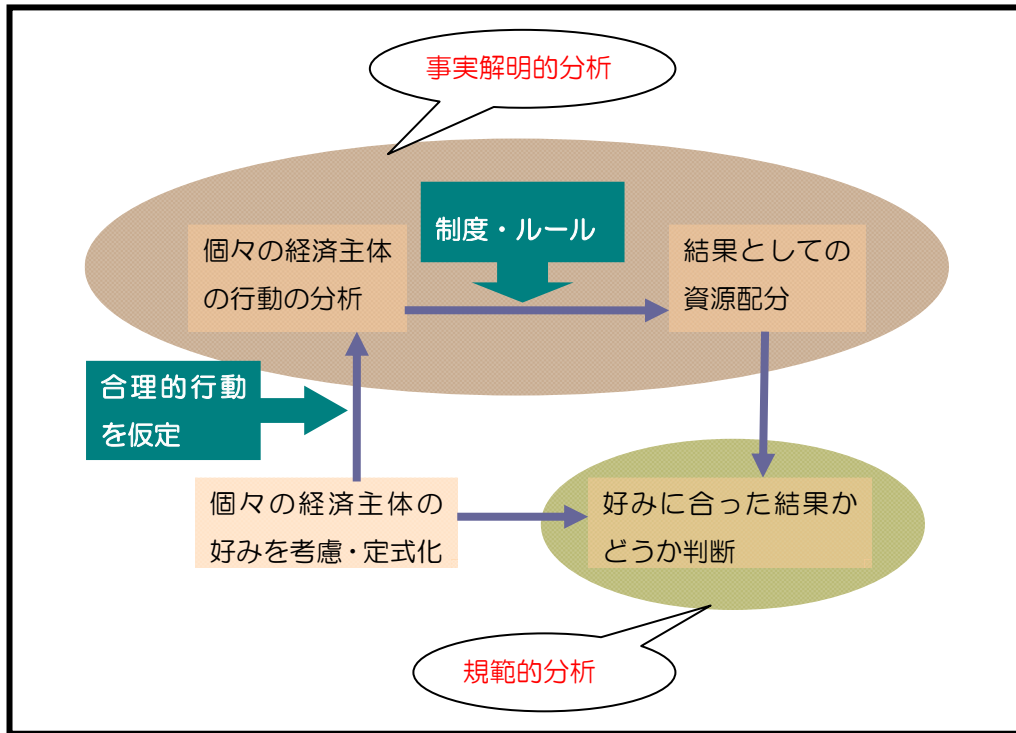 事実解明的分析
制度・ルール
個々の経済主体
の行動の分析
結果としての
資源配分
合理的行動
を仮定
個々の経済主体の
好みを考慮・定式化
好みに合った結果か
どうか判断
規範的分析